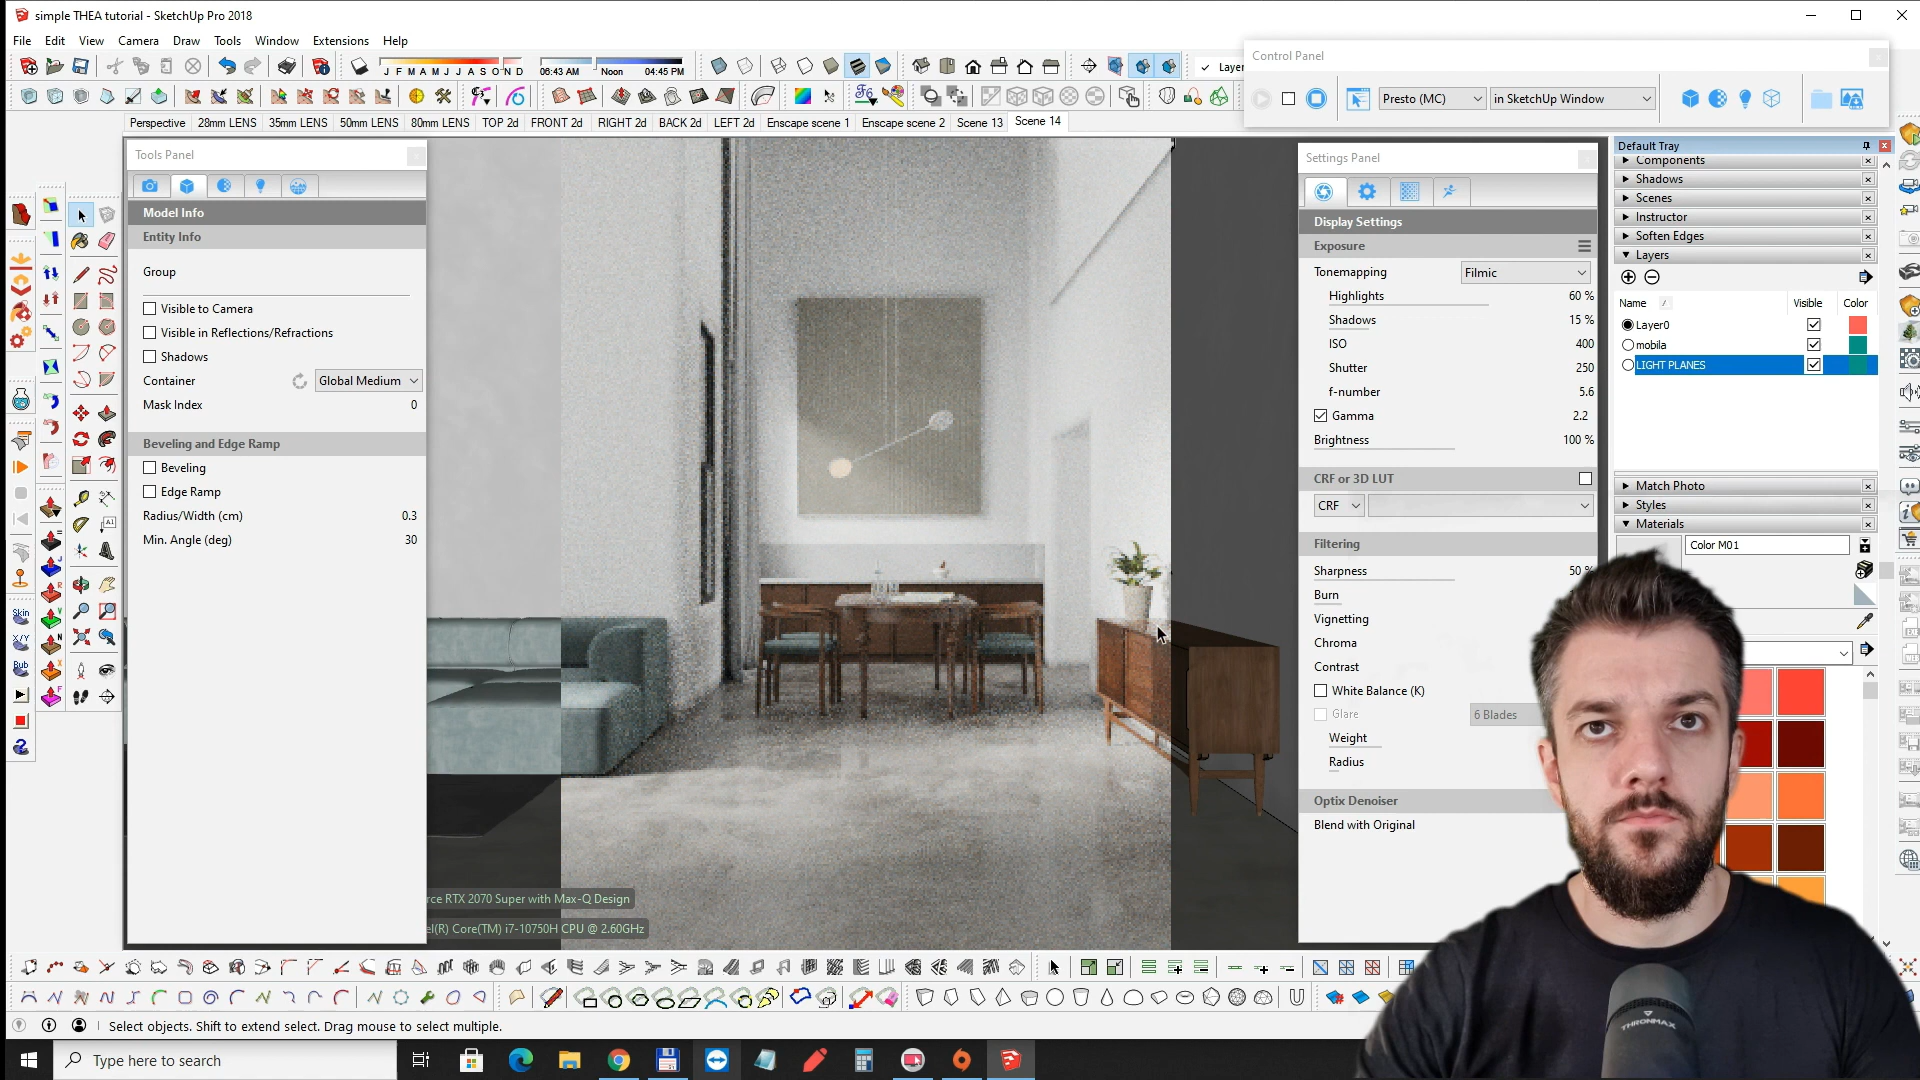 simple THEA tutorial - SketchUp Pro 2018
File Edit View Camera Draw Tools Window Extensions Help
J F M A M J J A S O N D 06:43 AM Noon 04:45 PM
Layer
Control Panel
Presto (MC) in SketchUp Window
Perspective 28mm LENS 35mm LENS 50mm LENS 80mm LENS TOP 2d FRONT 2d RIGHT 2d BACK 2d LEFT 2d Enscape scene 1 Enscape scene 2 Scene 13 Scene 14
Tools Panel
Model Info
Entity Info
Group
Visible to Camera
Visible in Reflections/Refractions
Shadows
Container Global Medium
Mask Index 0
Beveling and Edge Ramp
Beveling
Edge Ramp
Radius/Width (cm) 0.3
Min. Angle (deg) 30
Skin
X/Y
Bub
rce RTX 2070 Super with Max-Q Design
el(R) Core(TM) i7-10750H CPU @ 2.60GHz
Settings Panel
Display Settings
Exposure
Tonemapping Filmic
Highlights 60 %
Shadows 15 %
ISO 400
Shutter 250
f-number 5.6
Gamma 2.2
Brightness 100 %
CRF or 3D LUT
CRF
Filtering
Sharpness 50 %
Burn
Vignetting
Chroma
Contrast
White Balance (K)
Glare 6 Blades
Weight
Radius
Optix Denoiser
Blend with Original
Default Tray
Components
Shadows
Scenes
Instructor
Soften Edges
Layers
Name Visible Color
Layer0
mobila
LIGHT PLANES
Match Photo
Styles
Materials
Color M01
THRONMAX
Select objects. Shift to extend select. Drag mouse to select multiple.
Type here to search